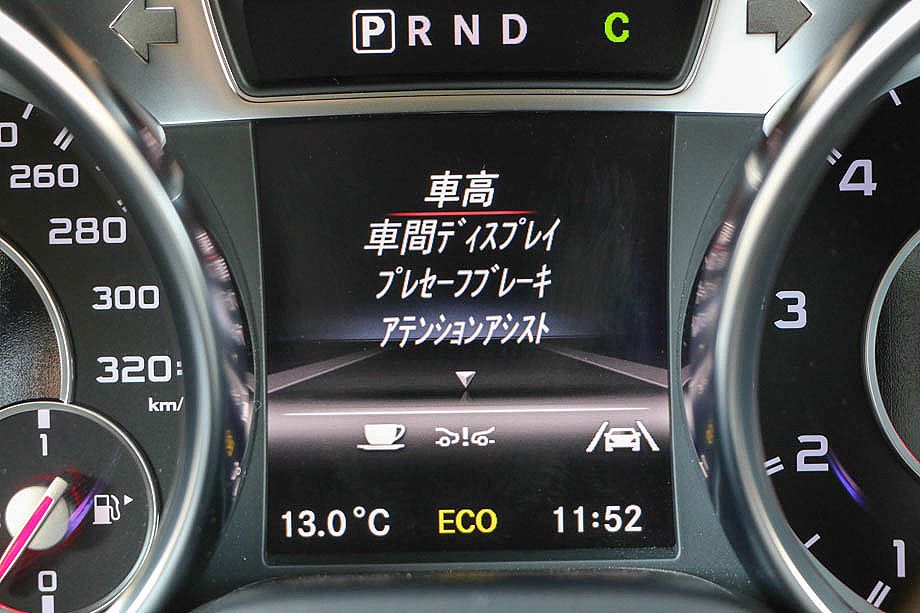 P R N D C
車高
車間ディスプレイ
プレセーフブレーキ
アテンションアシスト
13.0°C ECO 11:52
260
280
300
320
km/
1
0
4
3
2
1